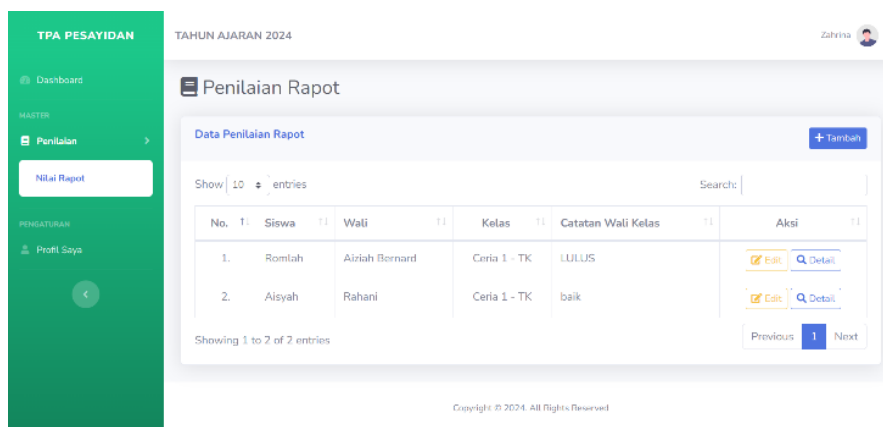 TPA PESAYIDAN
TAHUN AJARAN 2024
Zahrina
Dashboard
MASTER
Penilaian
Nilai Rapot
PENGATURAN
Profil Saya
Penilaian Rapot
Data Penilaian Rapot
+ Tambah
Show 10 entries
Search:
No. Siswa Wali Kelas Catatan Wali Kelas Aksi
1. Romlah Aiziah Bernard Ceria 1 - TK LULUS Edit Detail
2. Aisyah Rahani Ceria 1 - TK baik Edit Detail
Showing 1 to 2 of 2 entries
Previous 1 Next
Copyright © 2024. All Rights Reserved